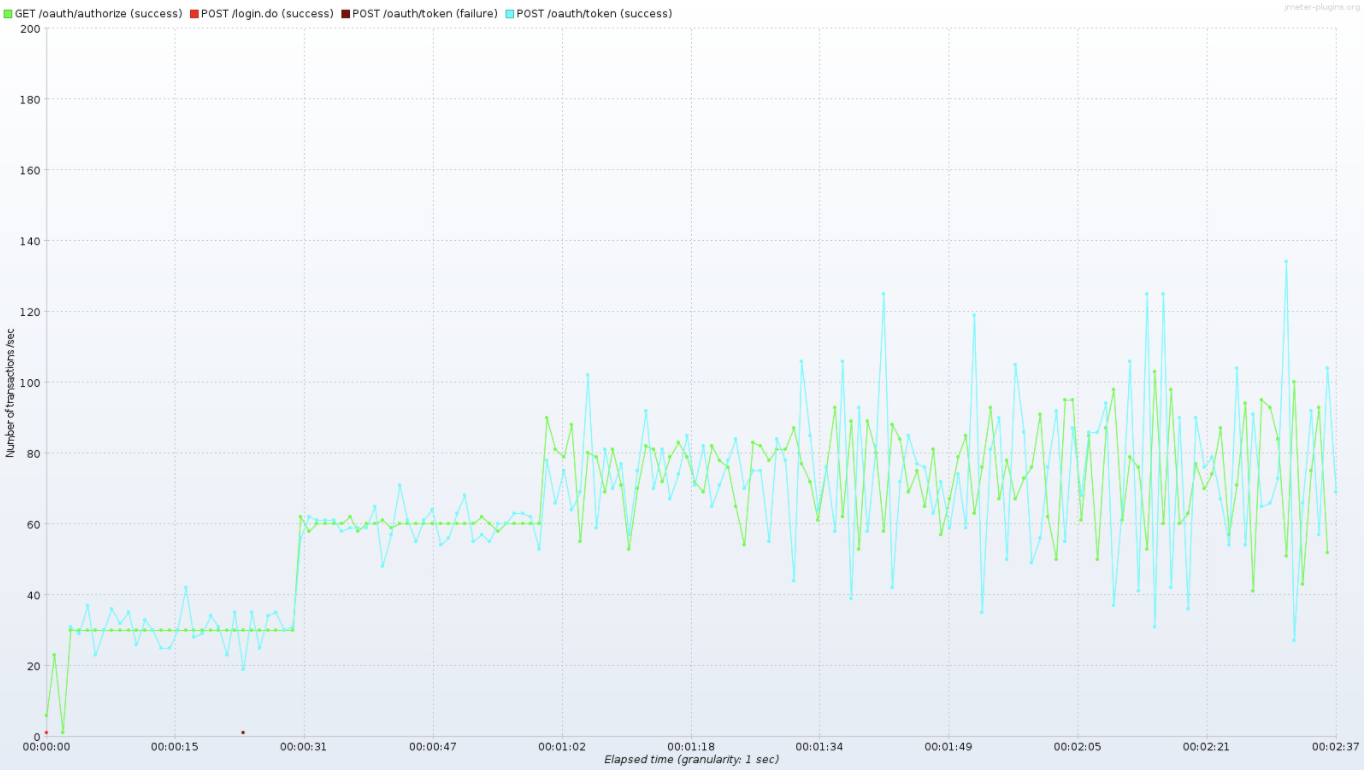 jmeter-plugins.org
GET /oauth/authorize (success) POST /login.do (success) POST /oauth/token (failure) POST /oauth/token (success)
200
180
160
140
120
100
80
60
40
20
0
Number of transactions /sec
00:00:00 00:00:15 00:00:31 00:00:47 00:01:02 00:01:18 00:01:34 00:01:49 00:02:05 00:02:21 00:02:37
Elapsed time (granularity: 1 sec)